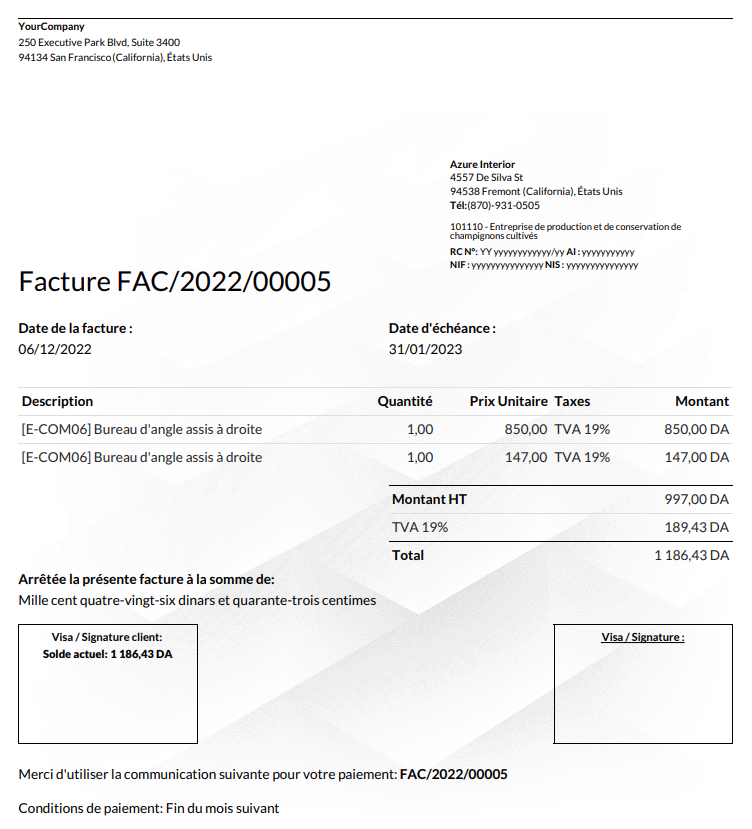 YourCompany
250 Executive Park Blvd, Suite 3400
94134 San Francisco (California), États Unis
Azure Interior
4557 De Silva St
94538 Fremont (California), États Unis
Tél:(870)-931-0505
101110 - Entreprise de production et de conservation de
champignons cultivés
RC N°: YY yyyyyyyyyyyy/yy AI : yyyyyyyyyyy
NIF : yyyyyyyyyyyyyyy NIS : yyyyyyyyyyyyyyy
Facture FAC/2022/00005
Date de la facture : Date d'échéance :
06/12/2022 31/01/2023
Description Quantité Prix Unitaire Taxes Montant
[E-COM06] Bureau d'angle assis à droite 1,00 850,00 TVA 19% 850,00 DA
[E-COM06] Bureau d'angle assis à droite 1,00 147,00 TVA 19% 147,00 DA
Montant HT 997,00 DA
TVA 19% 189,43 DA
Total 1 186,43 DA
Arrêtée la présente facture à la somme de:
Mille cent quatre-vingt-six dinars et quarante-trois centimes
Visa / Signature client: Visa / Signature :
Solde actuel: 1 186,43 DA
Merci d'utiliser la communication suivante pour votre paiement: FAC/2022/00005
Conditions de paiement: Fin du mois suivant